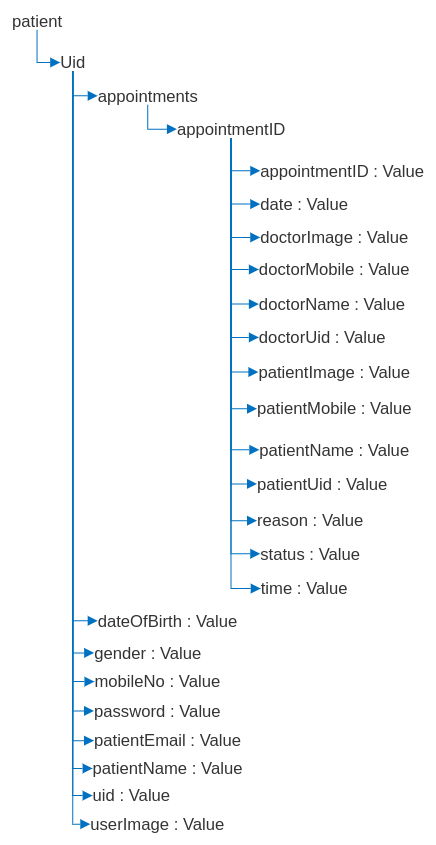 patient
Uid
appointments
appointmentID
appointmentID : Value
date : Value
doctorImage : Value
doctorMobile : Value
doctorName : Value
doctorUid : Value
patientImage : Value
patientMobile : Value
patientName : Value
patientUid : Value
reason : Value
status : Value
time : Value
dateOfBirth : Value
gender : Value
mobileNo : Value
password : Value
patientEmail : Value
patientName : Value
uid : Value
userImage : Value